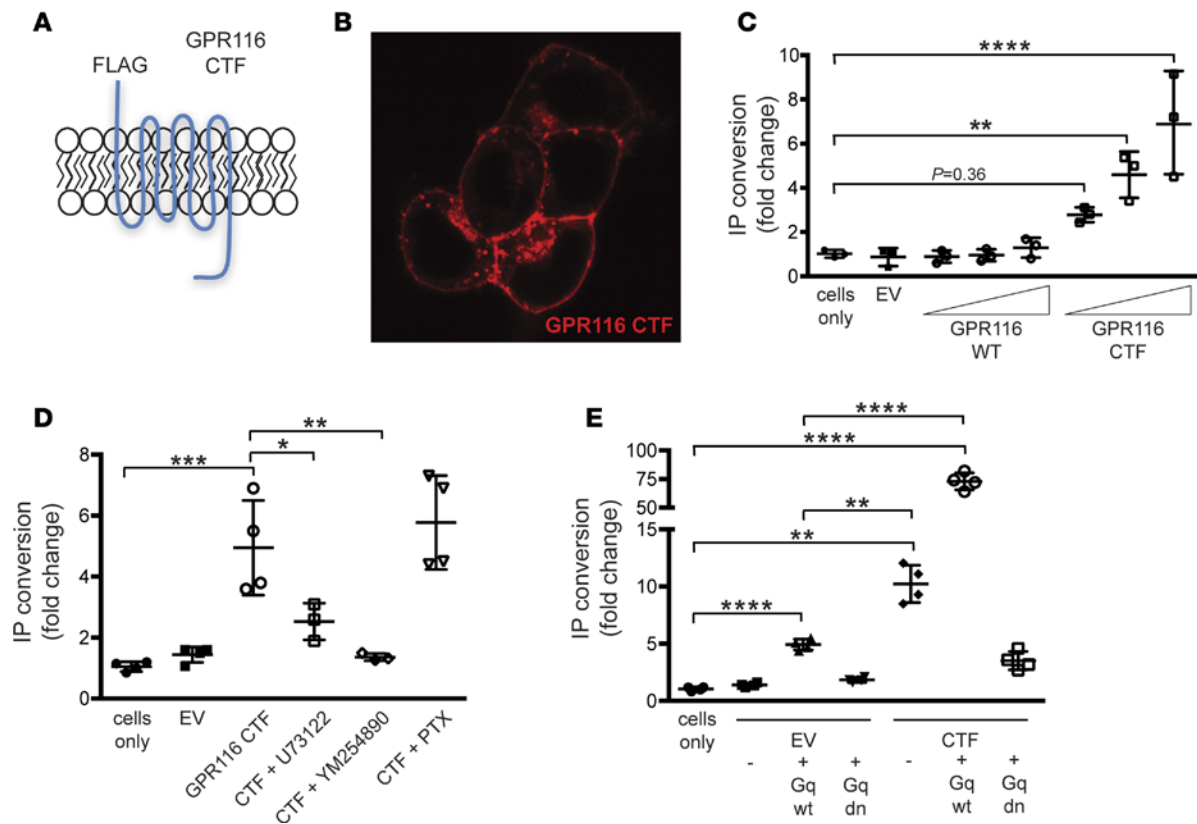 A
FLAG
GPR116
CTF
B
GPR116 CTF
C
IP conversion
(fold change)
10
8
6
4
2
0
****
**
P=0.36
cells
only
EV
GPR116
WT
GPR116
CTF
D
IP conversion
(fold change)
8
6
4
2
0
***
**
*
cells
only
EV
GPR116 CTF
CTF + U73122
CTF + YM254890
CTF + PTX
E
IP conversion
(fold change)
100
75
50
15
10
5
0
****
****
**
**
****
cells
only
EV
CTF
- + + - + +
Gq Gq Gq Gq
wt dn wt dn